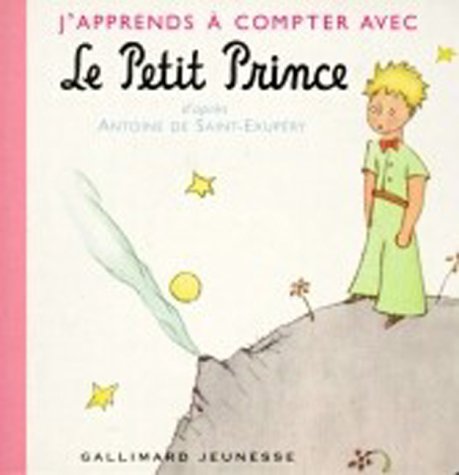 J'APPRENDS À COMPTER AVEC
Le Petit Prince
d'après
ANTOINE DE SAINT-EXUPÉRY
GALLIMARD JEUNESSE